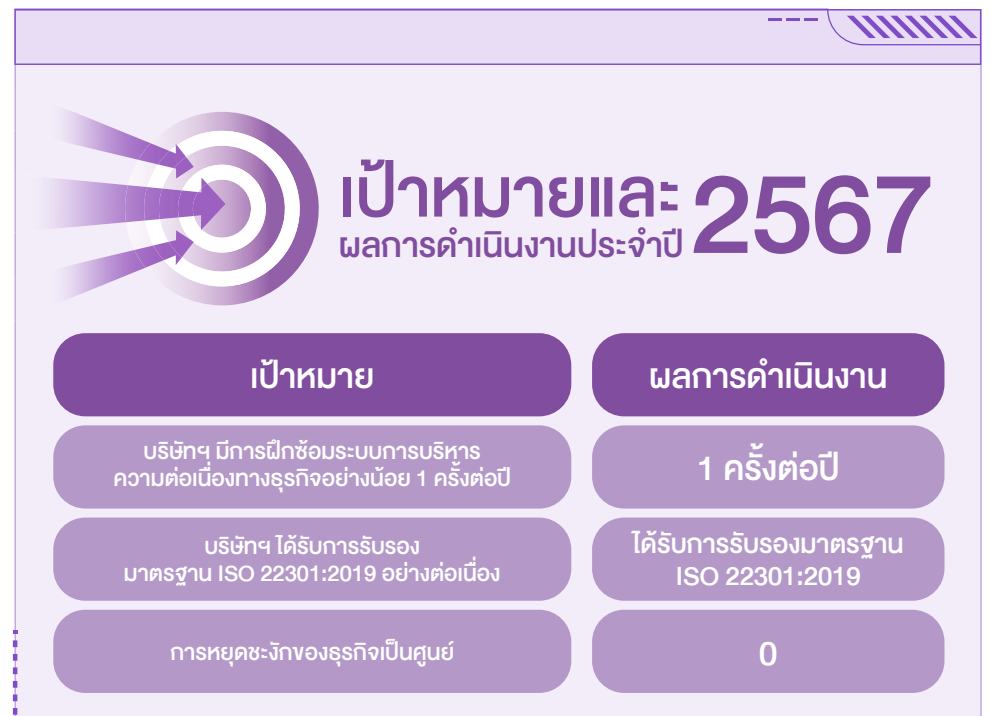 เป้าหมายและ 2567
ผลการดำเนินงานประจำปี
เป้าหมาย
ผลการดำเนินงาน
บริษัทฯ มีการฝึกซ้อมระบบการบริหาร
ความต่อเนื่องทางธุรกิจอย่างน้อย 1 ครั้งต่อปี
1 ครั้งต่อปี
บริษัทฯ ได้รับการรับรอง
มาตรฐาน ISO 22301:2019 อย่างต่อเนื่อง
ได้รับการรับรองมาตรฐาน
ISO 22301:2019
การหยุดชะงักของธุรกิจเป็นศูนย์
0